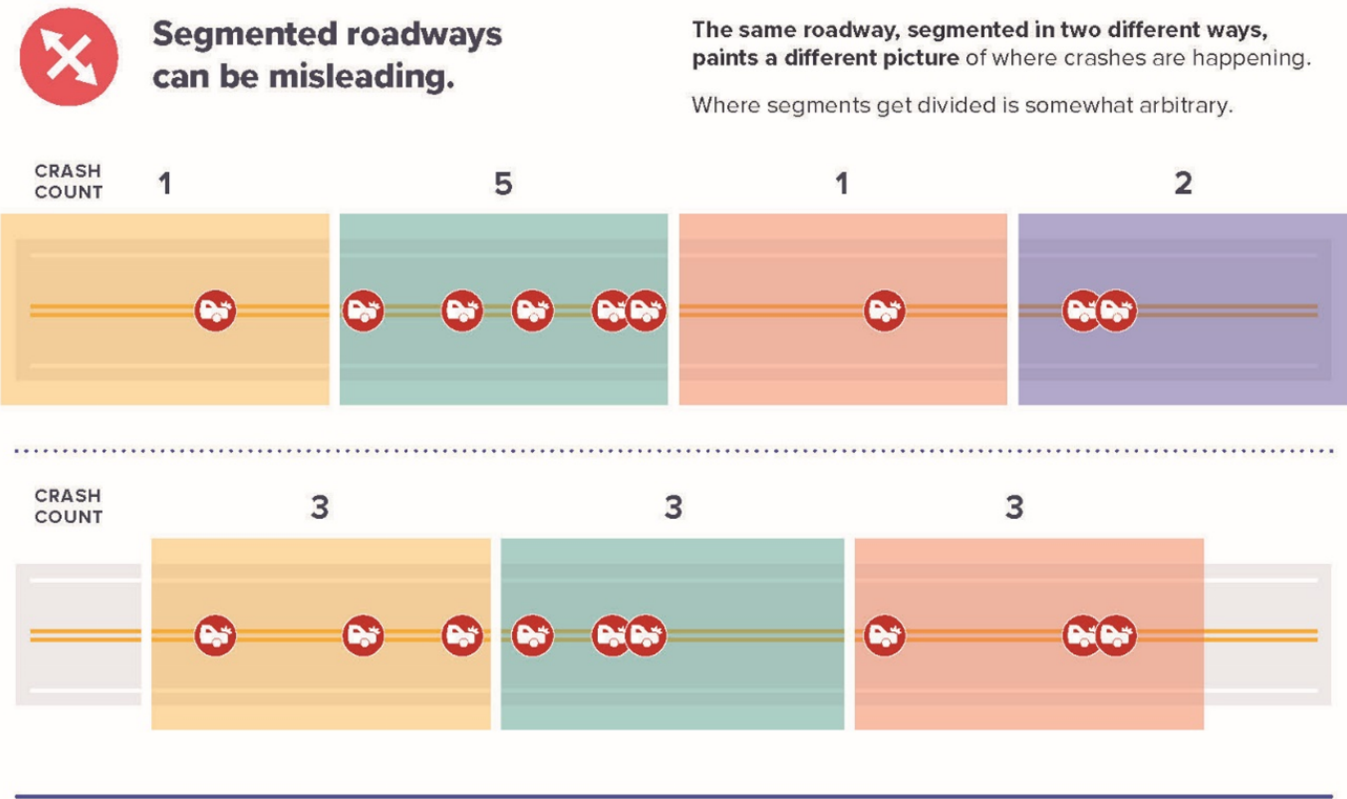 Segmented roadways
can be misleading.
The same roadway, segmented in two different ways,
paints a different picture of where crashes are happening.
Where segments get divided is somewhat arbitrary.
CRASH
COUNT
1
5
1
2
CRASH
COUNT
3
3
3